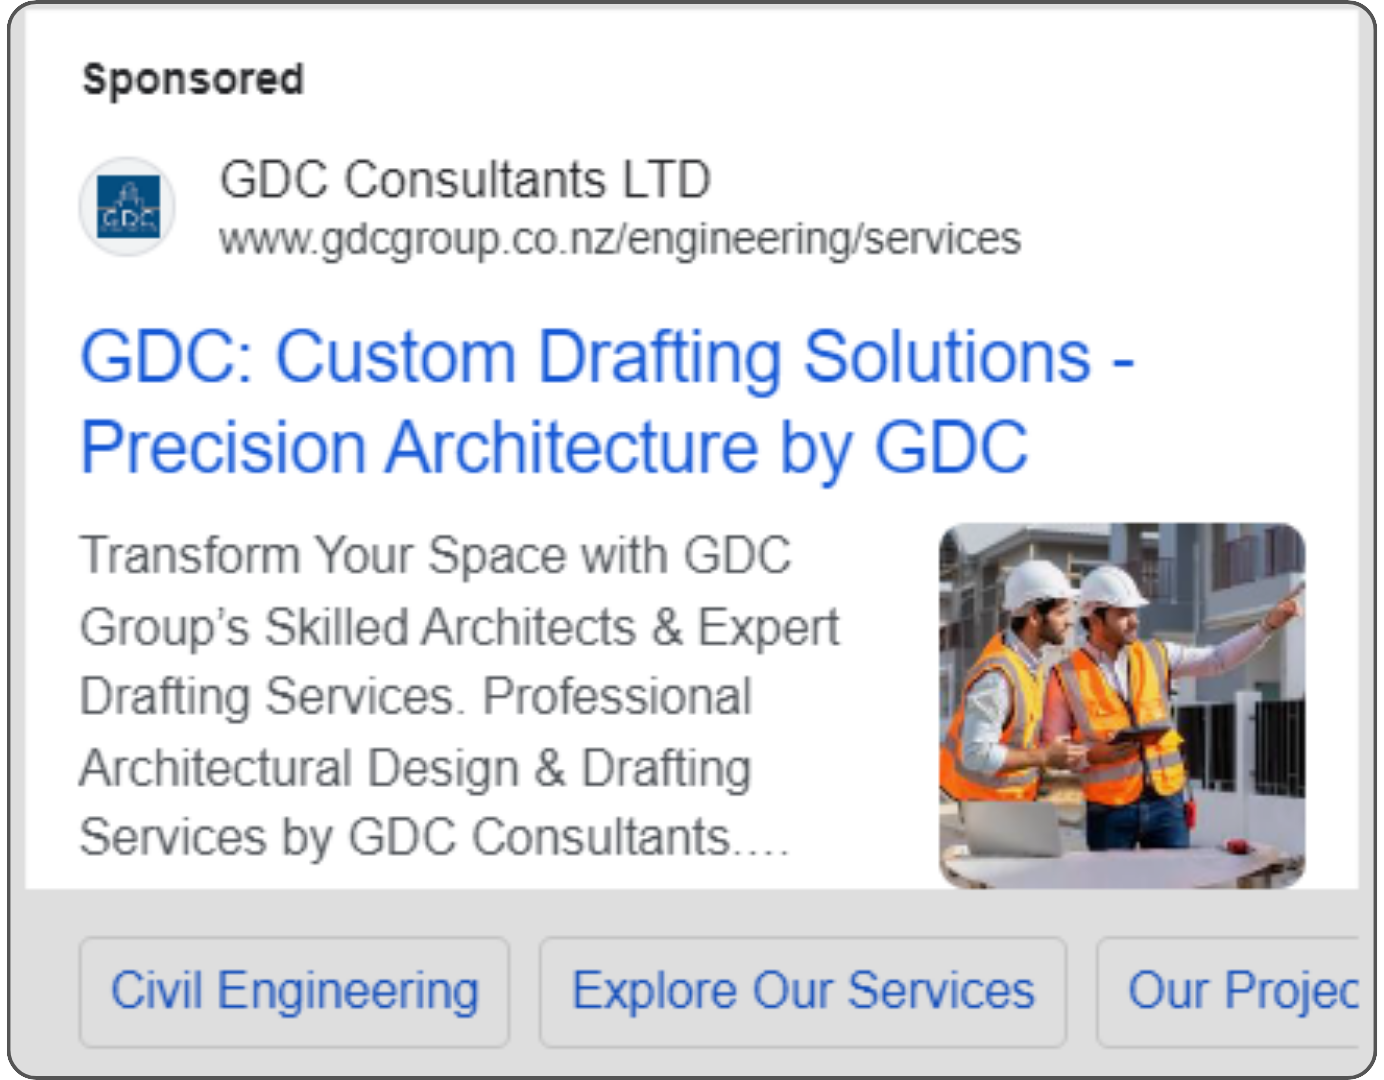 Sponsored
GDC
GDC Consultants LTD
www.gdcgroup.co.nz/engineering/services
GDC: Custom Drafting Solutions -
Precision Architecture by GDC
Transform Your Space with GDC
Group’s Skilled Architects & Expert
Drafting Services. Professional
Architectural Design & Drafting
Services by GDC Consultants....
Civil Engineering
Explore Our Services
Our Projec